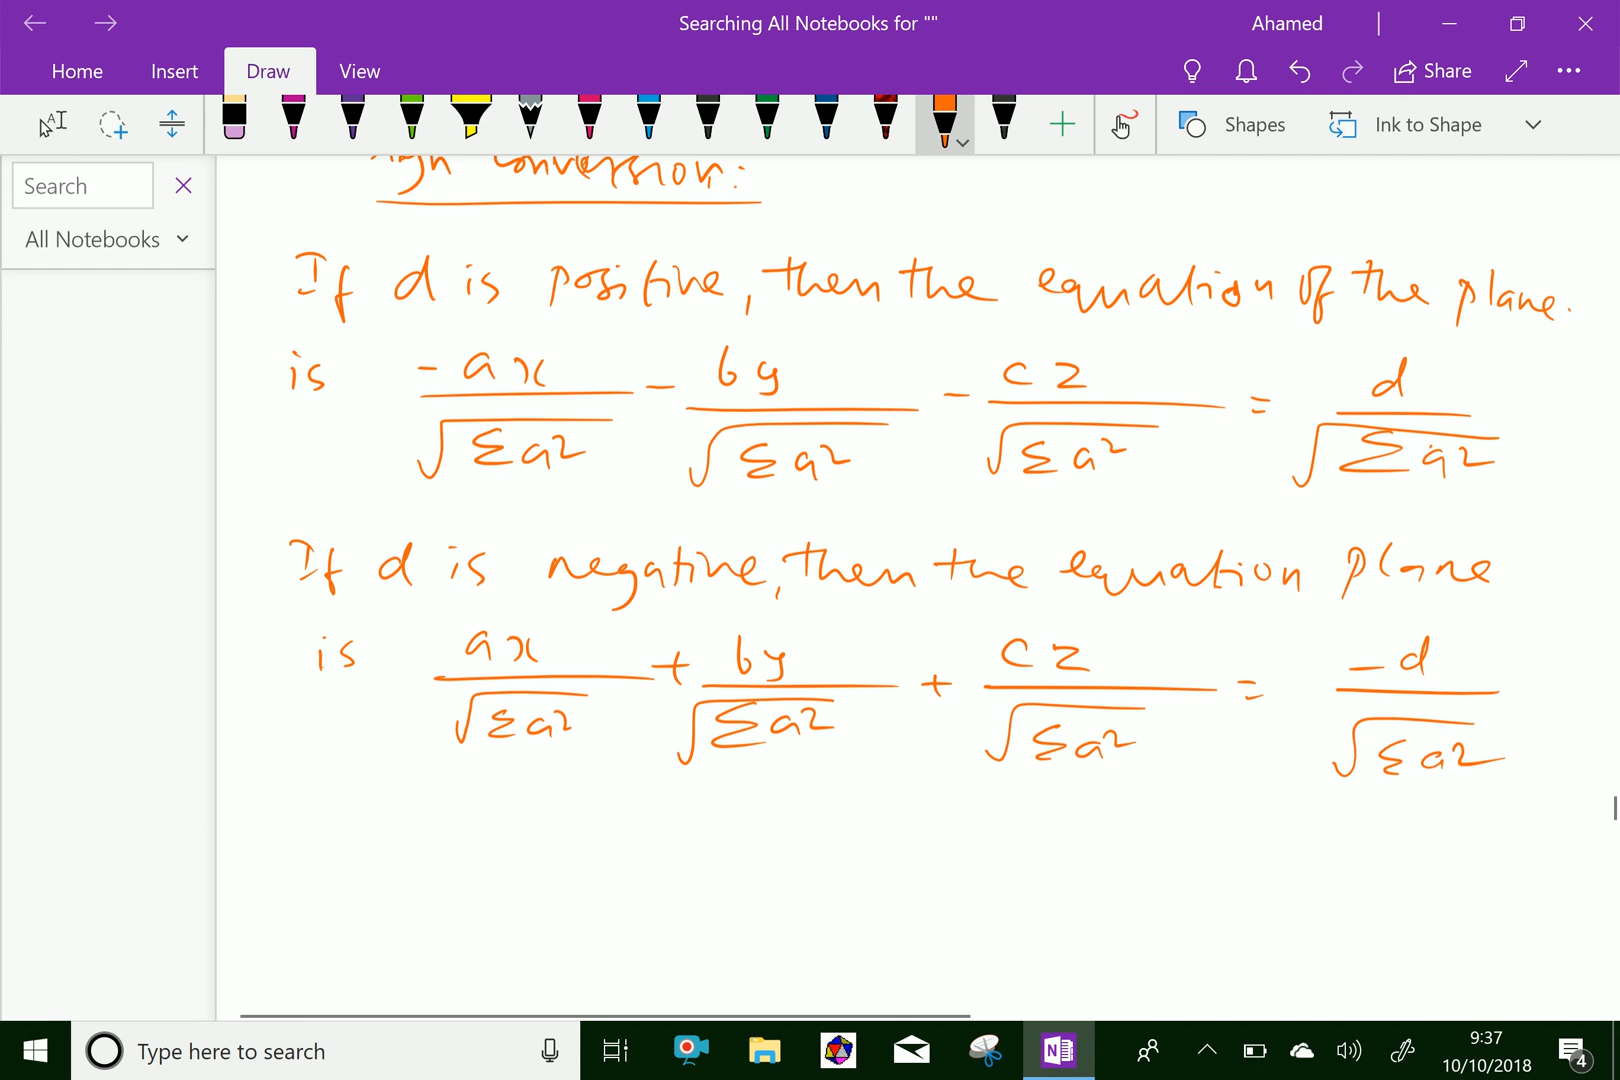 Searching All Notebooks for ""
Ahamed
Home Insert Draw View
Share
Shapes
Ink to Shape
Search
All Notebooks
conversion:
If d is positive, then the equation of the plane.
is -ax/√Σa² - by/√Σa² - cz/√Σa² = d/√Σa²
If d is negative, then the equation plane
is ax/√Σa² + by/√Σa² + cz/√Σa² = -d/√Σa²
Type here to search
9:37
10/10/2018
4